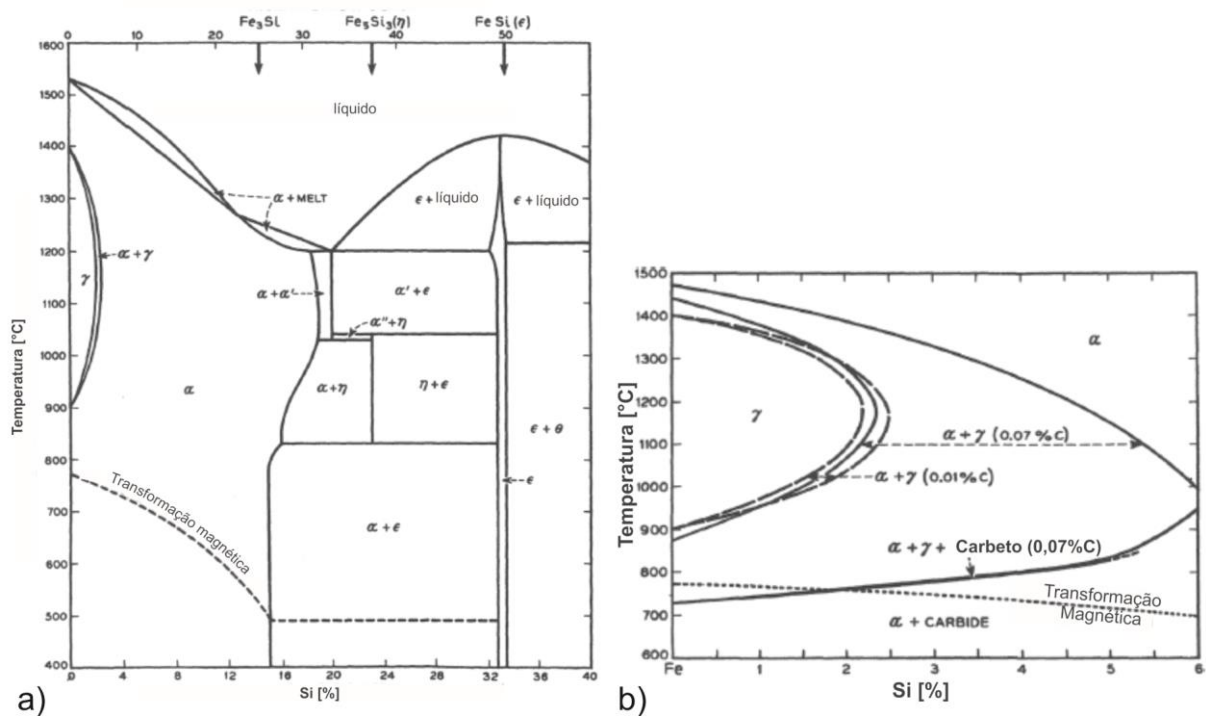 Fe₃Si Fe₅Si₃(η) FeSi(ε)
0 10 20 30 40 50
1600
1500
1400
1300
1200
1100
1000
900
800
700
600
500
400
Temperatura [°C]
líquido
α + MELT
ε + líquido
ε + líquido
α + γ
γ
α + α'
α' + ε
α" + η
α
α + η
η + ε
ε + θ
ε
α + ε
Transformação magnética
0 4 8 12 16 20 24 28 32 36 40
Si [%]
a)
1500
1400
1300
1200
1100
1000
900
800
700
600
Temperatura [°C]
α
γ
α + γ (0.07 %C)
α + γ (0.01%C)
α + γ + Carbeto (0,07%C)
Transformação
Magnética
α + CARBIDE
Fe 1 2 3 4 5 6
Si [%]
b)